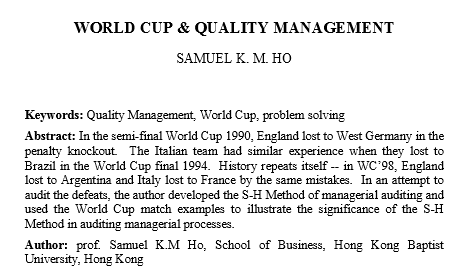 WORLD CUP & QUALITY MANAGEMENT
SAMUEL K. M. HO
Keywords: Quality Management, World Cup, problem solving
Abstract: In the semi-final World Cup 1990, England lost to West Germany in the
penalty knockout. The Italian team had similar experience when they lost to
Brazil in the World Cup final 1994. History repeats itself -- in WC'98, England
lost to Argentina and Italy lost to France by the same mistakes. In an attempt to
audit the defeats, the author developed the S-H Method of managerial auditing and
used the World Cup match examples to illustrate the significance of the S-H
Method in auditing managerial processes.
Author: prof. Samuel K.M Ho, School of Business, Hong Kong Baptist
University, Hong Kong